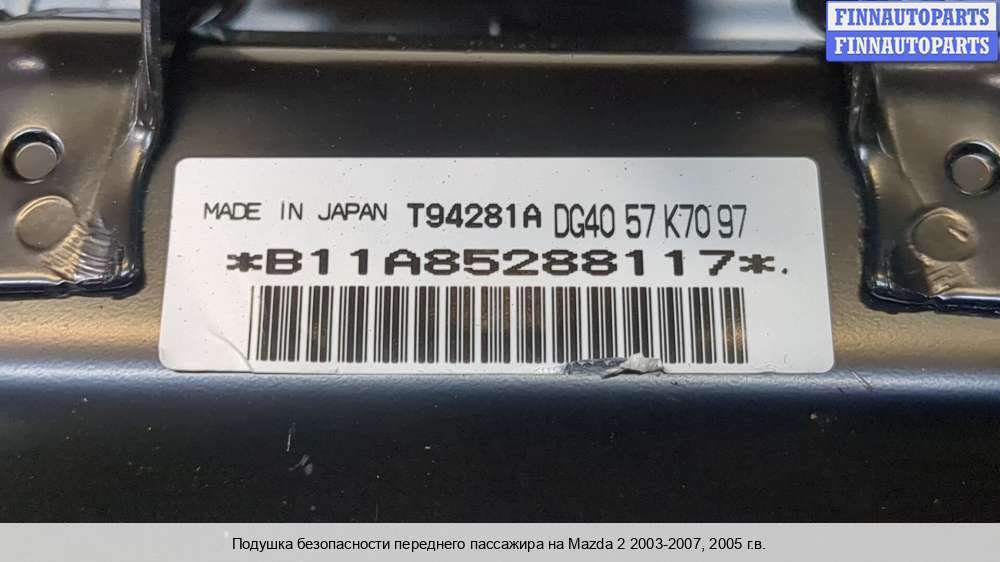 FINNAUTOPARTS
FINNAUTOPARTS
MADE IN JAPAN T94281A DG40 57 K70 97
*B11A85288117*.
Подушка безопасности переднего пассажира на Mazda 2 2003-2007, 2005 г.в.